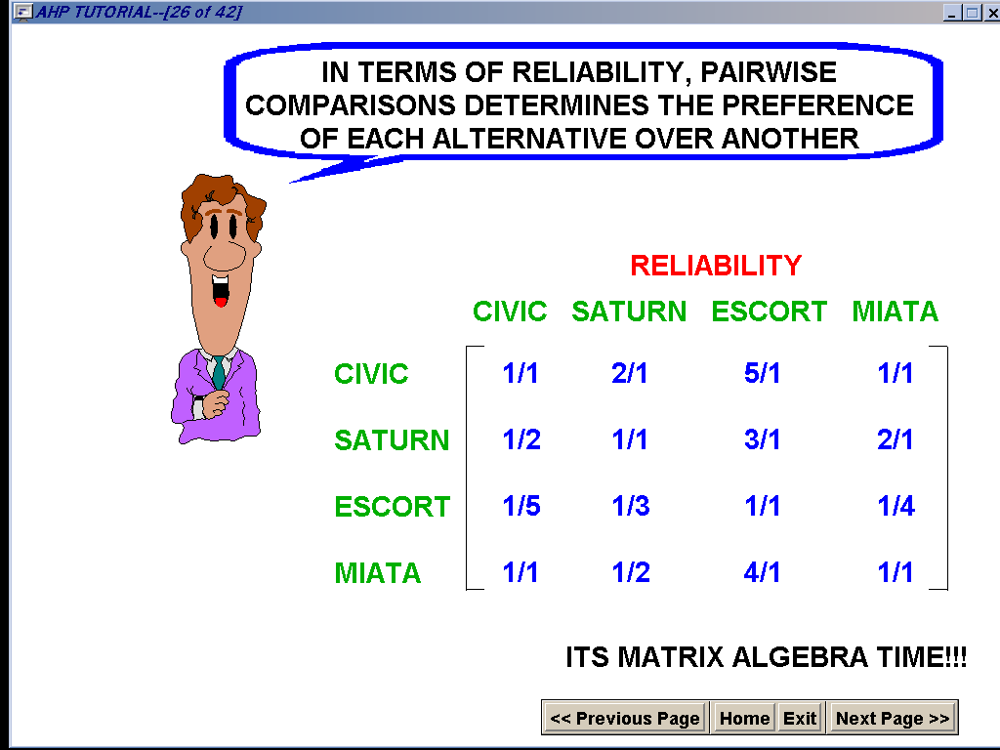 AHP TUTORIAL--[26 of 42]
IN TERMS OF RELIABILITY, PAIRWISE
COMPARISONS DETERMINES THE PREFERENCE
OF EACH ALTERNATIVE OVER ANOTHER
RELIABILITY
CIVIC SATURN ESCORT MIATA
CIVIC 1/1 2/1 5/1 1/1
SATURN 1/2 1/1 3/1 2/1
ESCORT 1/5 1/3 1/1 1/4
MIATA 1/1 1/2 4/1 1/1
ITS MATRIX ALGEBRA TIME!!!
<< Previous Page Home Exit Next Page >>